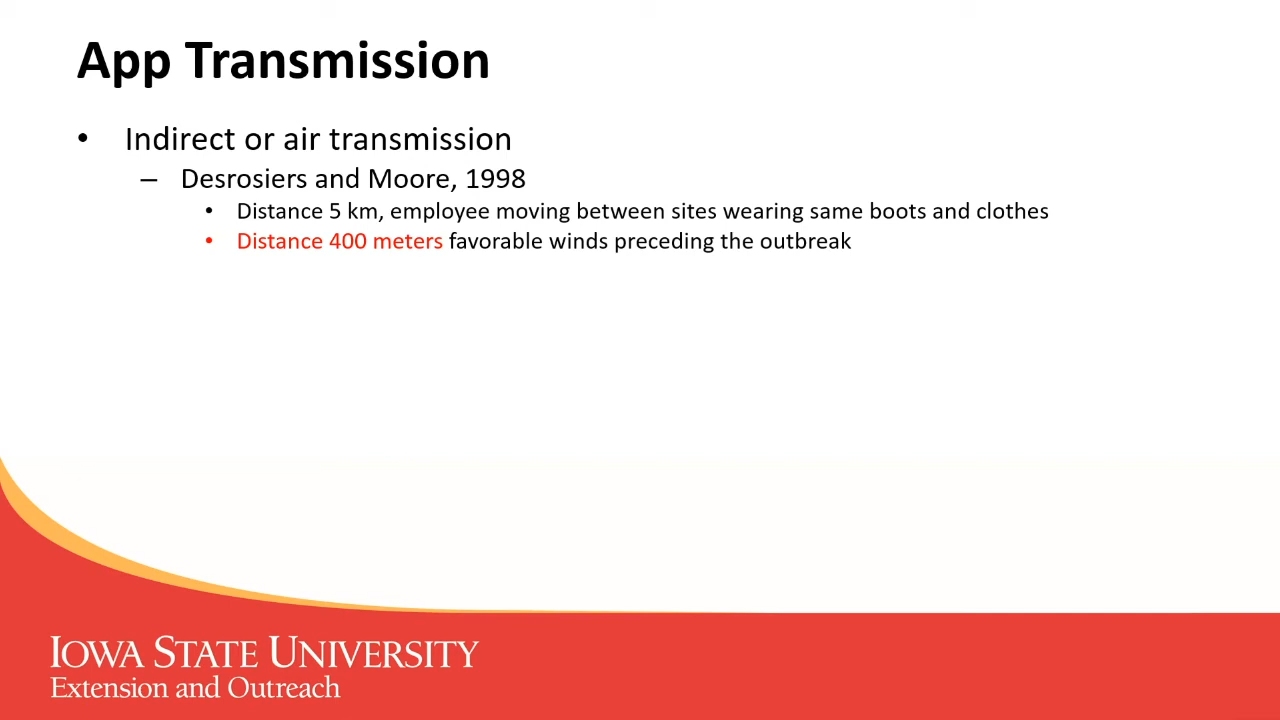 App Transmission
• Indirect or air transmission
– Desrosiers and Moore, 1998
• Distance 5 km, employee moving between sites wearing same boots and clothes
• Distance 400 meters favorable winds preceding the outbreak
IOWA STATE UNIVERSITY
Extension and Outreach